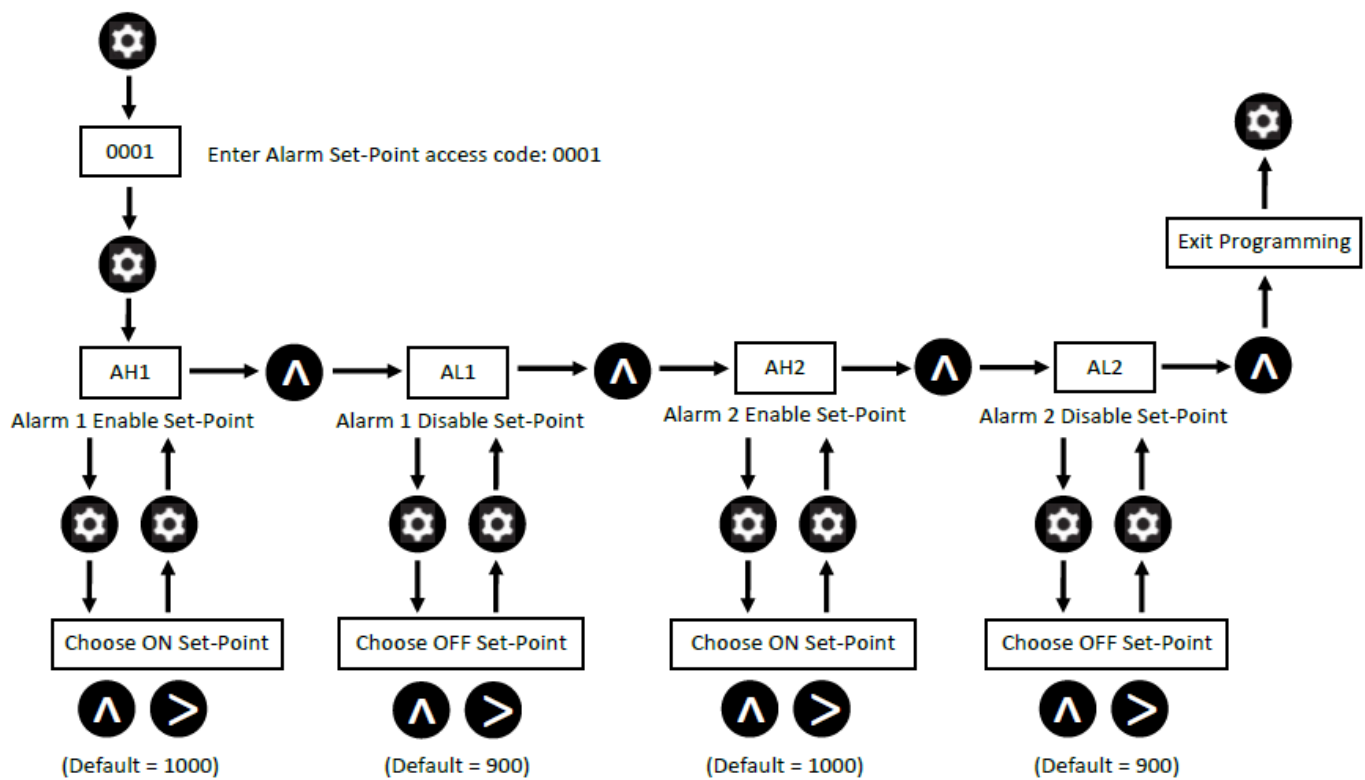 0001
Enter Alarm Set-Point access code: 0001
Exit Programming
AH1
AL1
AH2
AL2
Alarm 1 Enable Set-Point
Alarm 1 Disable Set-Point
Alarm 2 Enable Set-Point
Alarm 2 Disable Set-Point
Choose ON Set-Point
Choose OFF Set-Point
Choose ON Set-Point
Choose OFF Set-Point
(Default = 1000)
(Default = 900)
(Default = 1000)
(Default = 900)